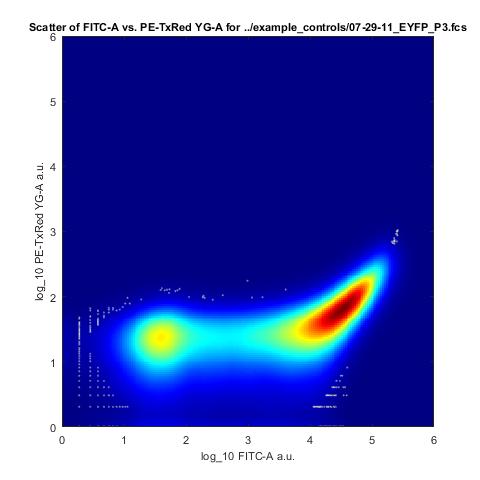 Scatter of FITC-A vs. PE-TxRed YG-A for ../example_controls/07-29-11_EYFP_P3.fcs
6
5
4
3
2
1
0
log_10 PE-TxRed YG-A a.u.
0 1 2 3 4 5 6
log_10 FITC-A a.u.